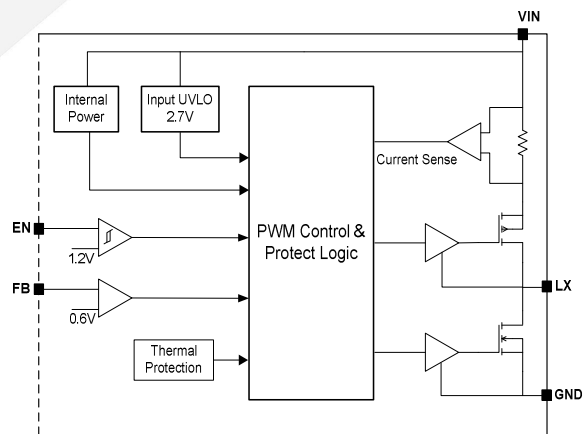 VIN
Internal
Power
Input UVLO
2.7V
Current Sense
EN
1.2V
PWM Control &
Protect Logic
FB
0.6V
LX
Thermal
Protection
GND